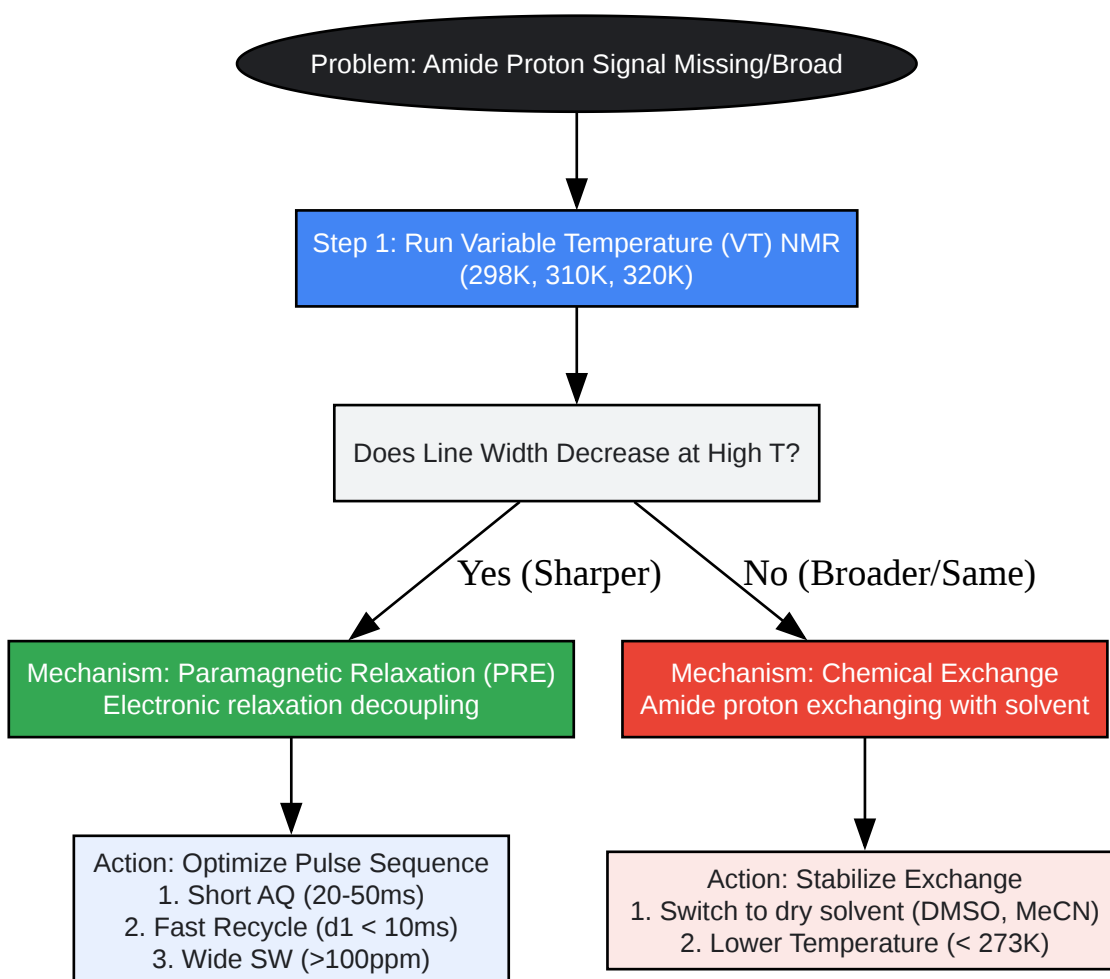 Problem: Amide Proton Signal Missing/Broad
Step 1: Run Variable Temperature (VT) NMR
(298K, 310K, 320K)
Does Line Width Decrease at High T?
Yes (Sharper)
No (Broader/Same)
Mechanism: Paramagnetic Relaxation (PRE)
Electronic relaxation decoupling
Mechanism: Chemical Exchange
Amide proton exchanging with solvent
Action: Optimize Pulse Sequence
1. Short AQ (20-50ms)
2. Fast Recycle (d1 < 10ms)
3. Wide SW (>100ppm)
Action: Stabilize Exchange
1. Switch to dry solvent (DMSO, MeCN)
2. Lower Temperature (< 273K)